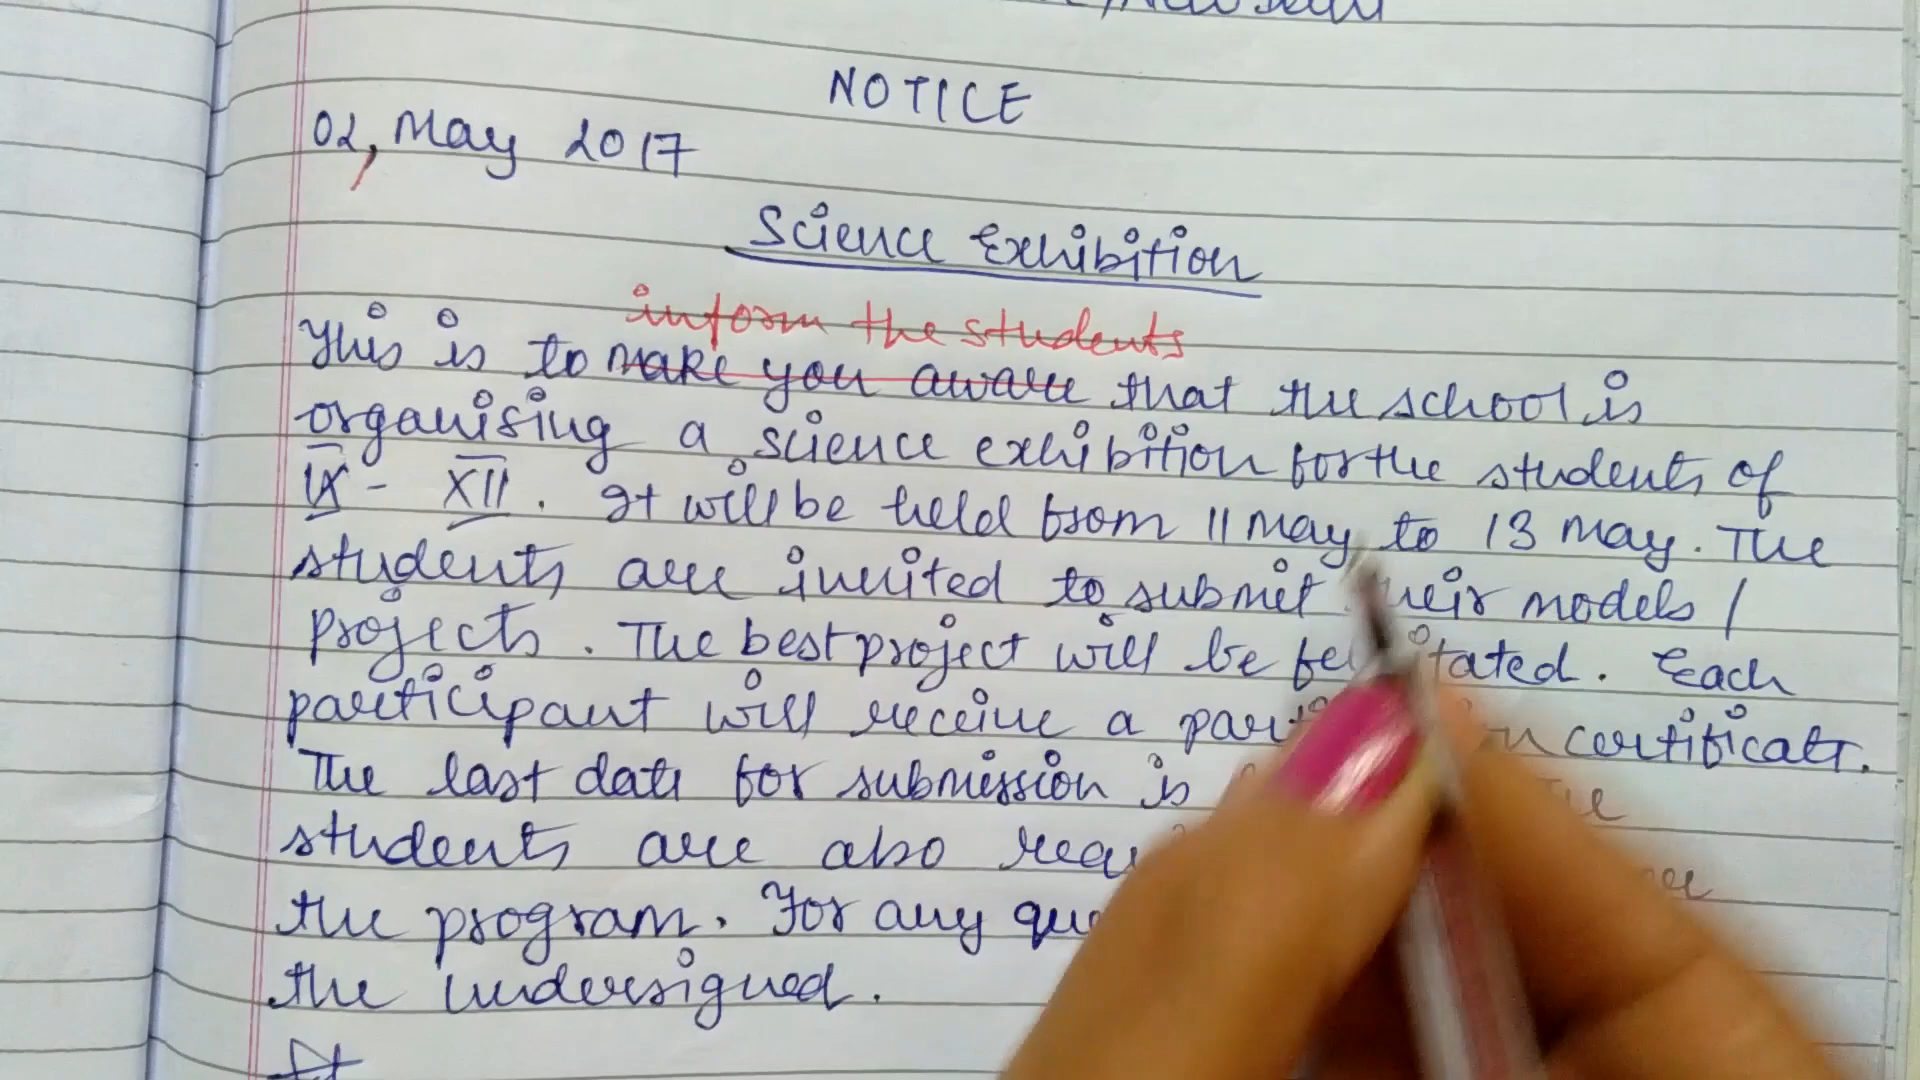 NOTICE
02, May 2017
Science Exhibition
inform the students
This is to make you aware that the school is
organising a science exhibition for the students of
IX - XII. It will be held from 11 May to 13 May. The
students are invited to submit their models /
projects. The best project will be. Each
participant will receive a certificate.
The last date for submission is
students are also
the program. For any
the undersigned.